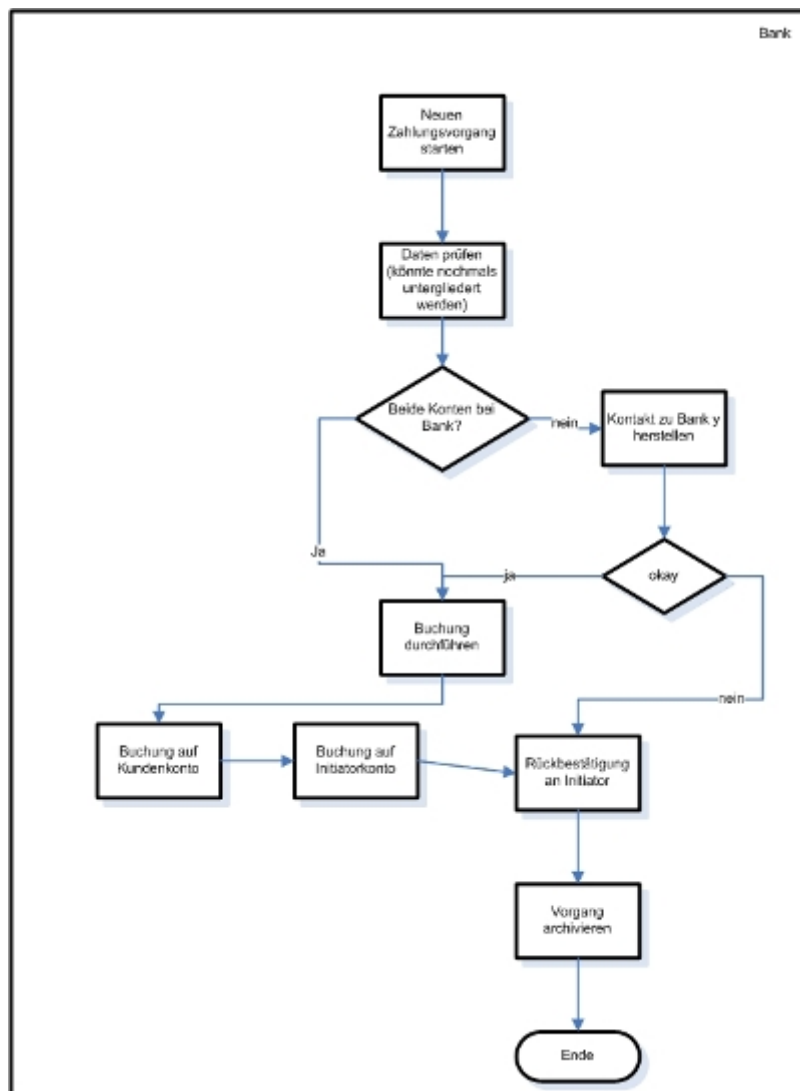 Bank
Neuen
Zahlungsvorgang
starten
Daten prüfen
(könnte nochmals
untergliedert
werden)
Beide Konten bei
Bank?
nein
Kontakt zu Bank y
herstellen
Ja
ja
okay
Buchung
durchführen
nein
Buchung auf
Kundenkonto
Buchung auf
Initiatorkonto
Rückbestätigung
an Initiator
Vorgang
archivieren
Ende